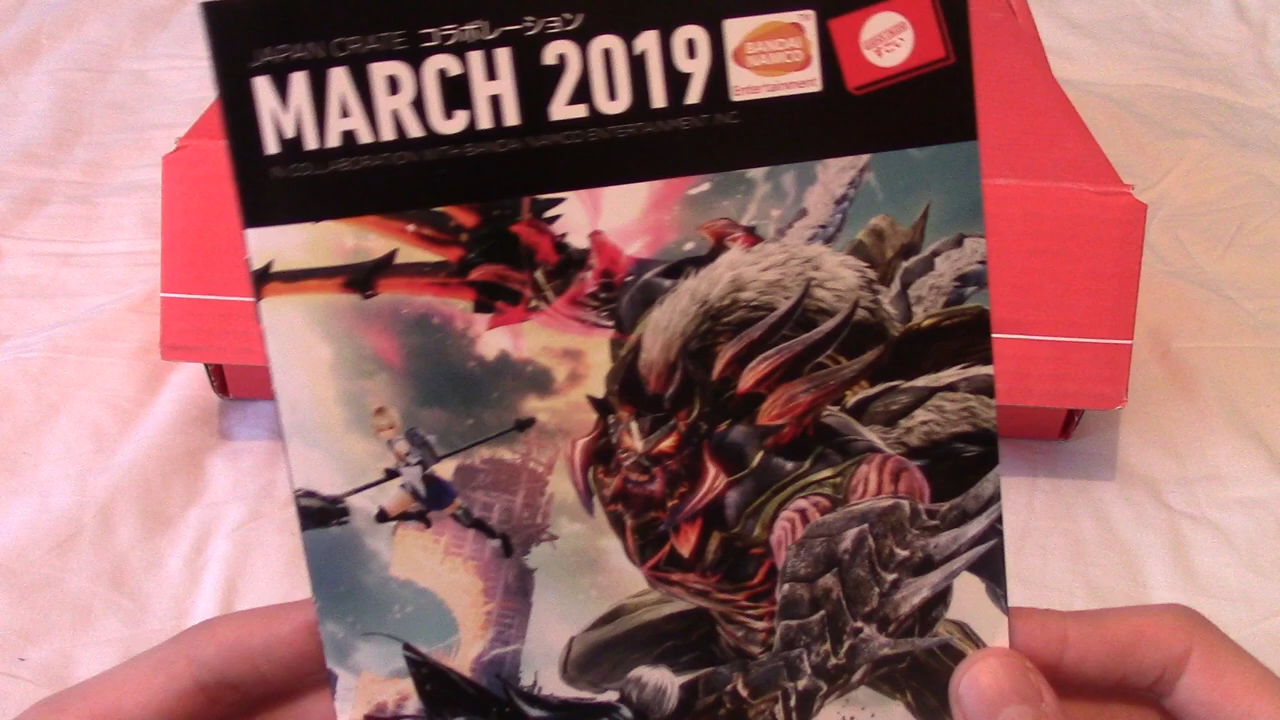 JAPAN CRATE コラボレーション
MARCH 2019
IN COLLABORATION WITH BANDAI NAMCO ENTERTAINMENT INC
BANDAI
NAMCO
Entertainment
TM